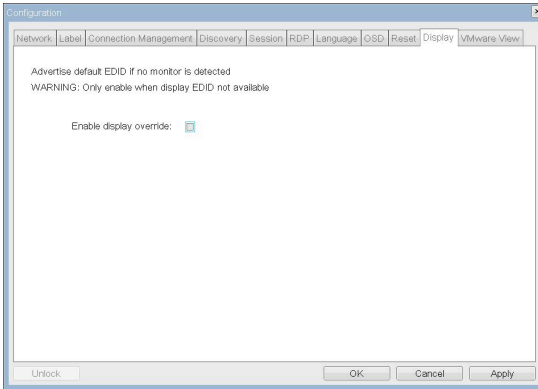 Configuration
Network Label Connection Management Discovery Session RDP Language OSD Reset Display VMware View
Advertise default EDID if no monitor is detected
WARNING: Only enable when display EDID not available
Enable display override:
Unlock OK Cancel Apply